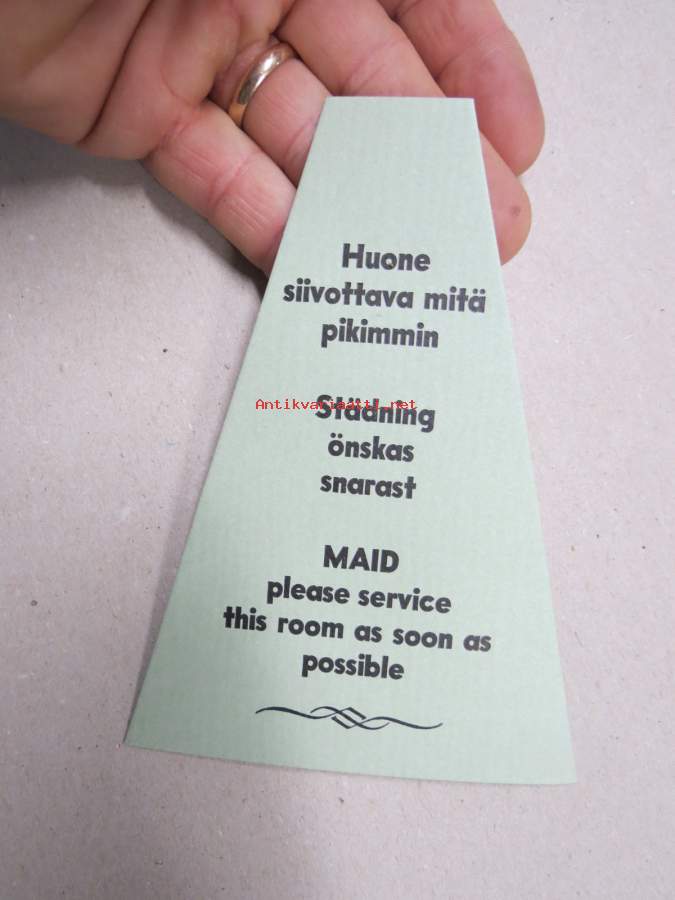 Huone
siivottava mitä
pikimmin
Antikvariaatti.net
Städning
önskas
snarast
MAID
please service
this room as soon as
possible